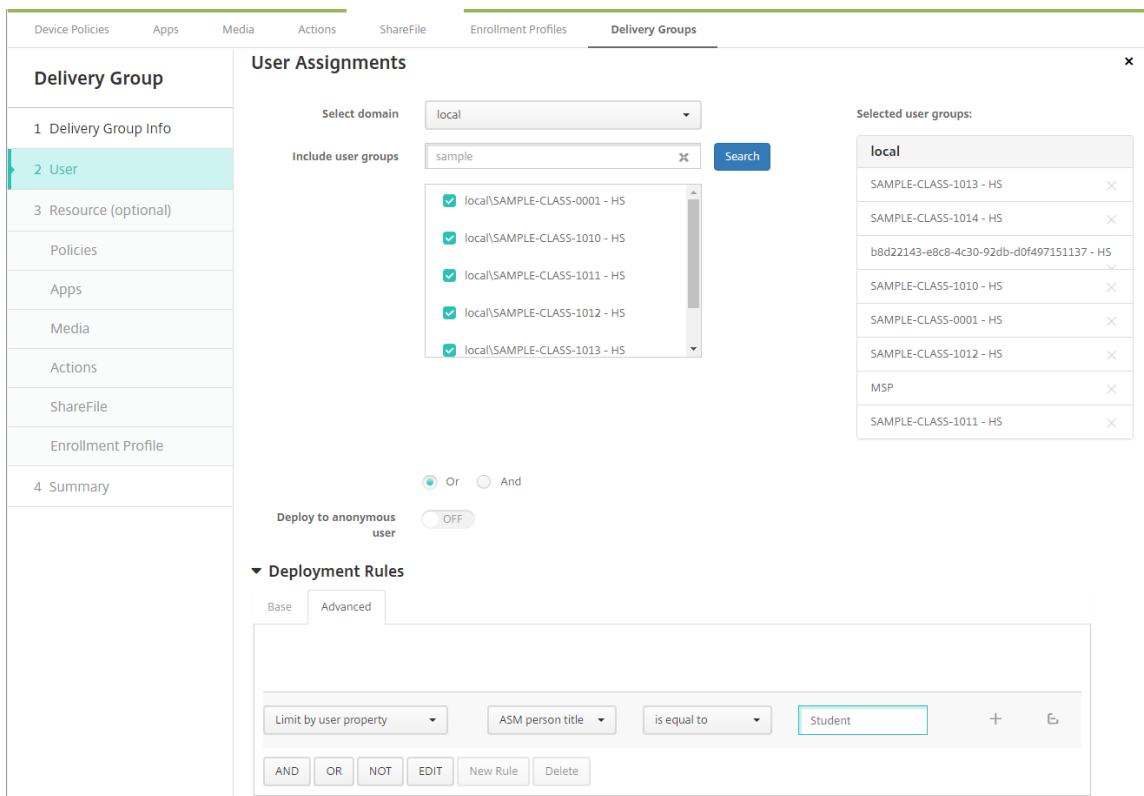 Device Policies Apps Media Actions ShareFile Enrollment Profiles Delivery Groups
Delivery Group
1 Delivery Group Info
2 User
3 Resource (optional)
Policies
Apps
Media
Actions
ShareFile
Enrollment Profile
4 Summary
User Assignments
Select domain local
Include user groups sample Search
local\SAMPLE-CLASS-0001 - HS
local\SAMPLE-CLASS-1010 - HS
local\SAMPLE-CLASS-1011 - HS
local\SAMPLE-CLASS-1012 - HS
local\SAMPLE-CLASS-1013 - HS
Selected user groups:
local
SAMPLE-CLASS-1013 - HS
SAMPLE-CLASS-1014 - HS
b8d22143-e8c8-4c30-92db-d0f497151137 - HS
SAMPLE-CLASS-1010 - HS
SAMPLE-CLASS-0001 - HS
SAMPLE-CLASS-1012 - HS
MSP
SAMPLE-CLASS-1011 - HS
Or And
Deploy to anonymous
user
OFF
Deployment Rules
Base Advanced
Limit by user property ASM person title is equal to Student
AND OR NOT EDIT New Rule Delete